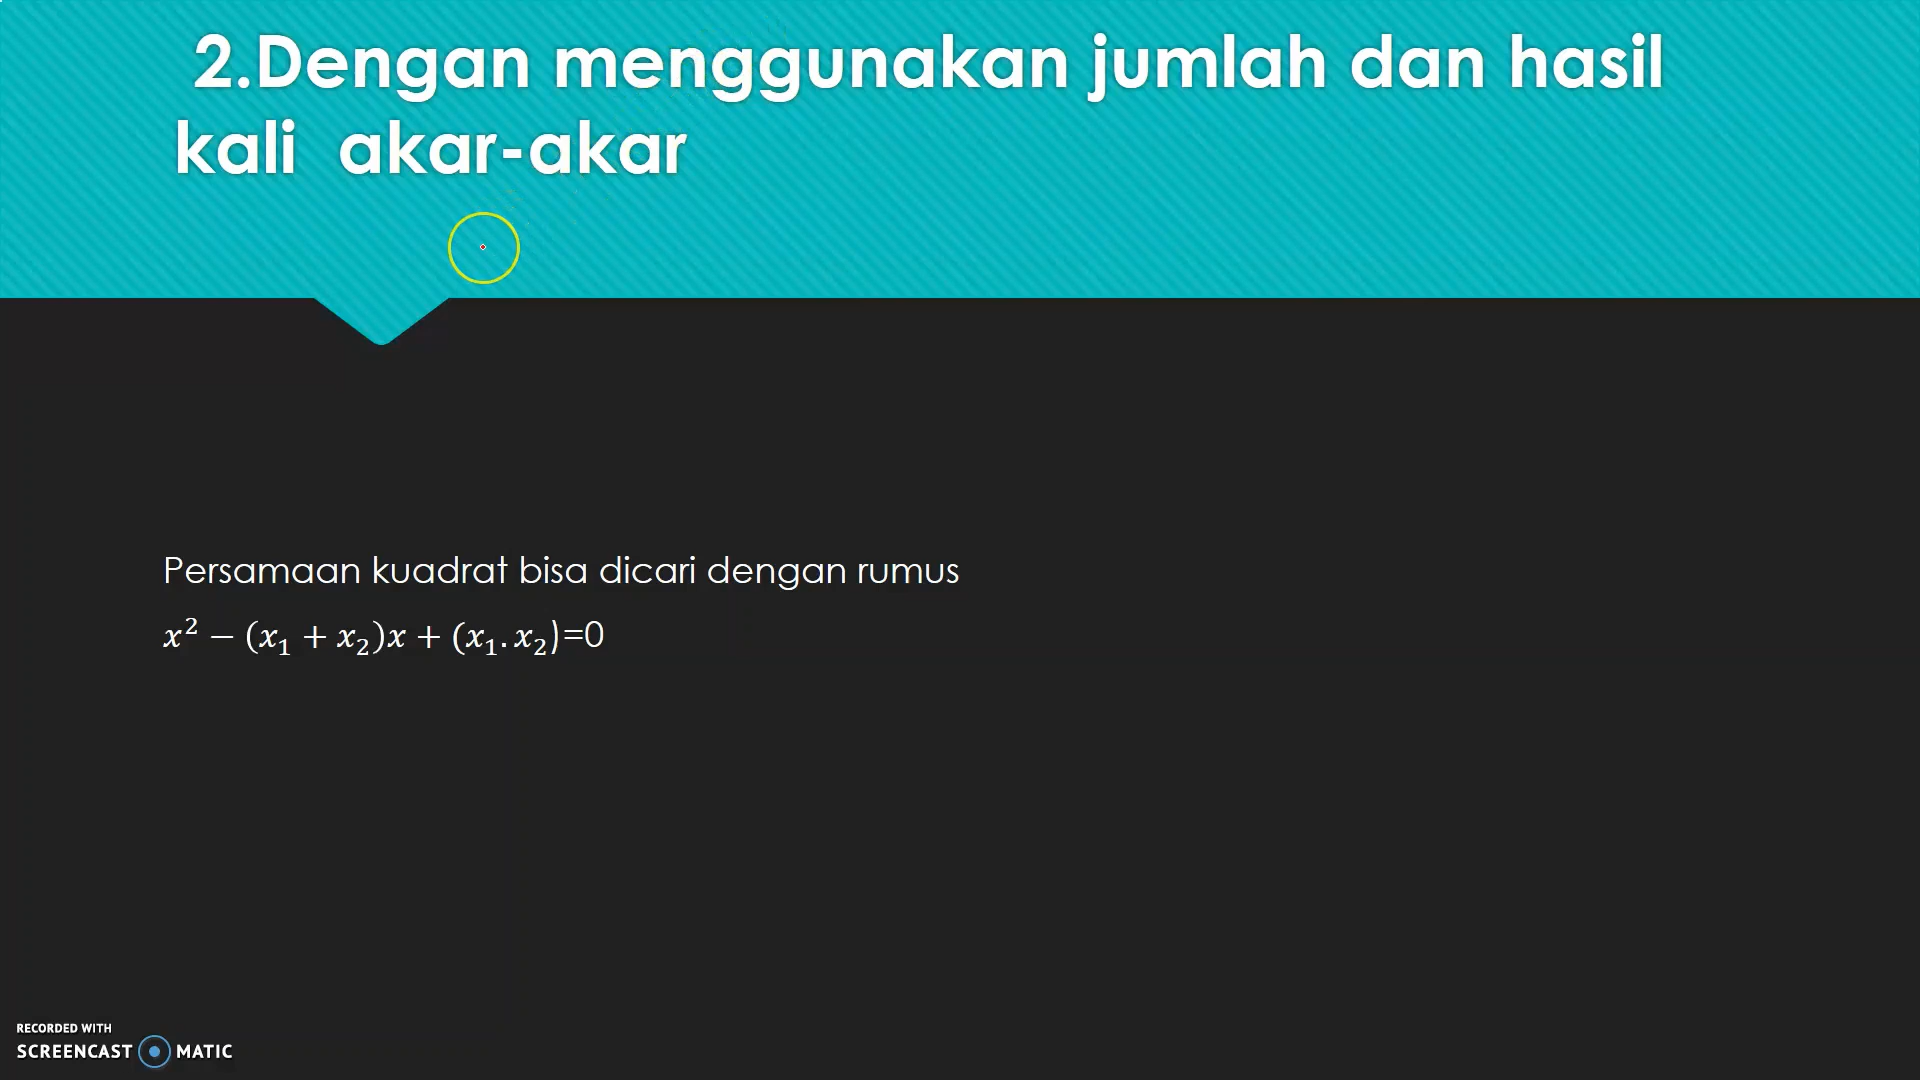 2.Dengan menggunakan jumlah dan hasil
kali akar-akar
Persamaan kuadrat bisa dicari dengan rumus
𝑥² − (𝑥₁ + 𝑥₂)𝑥 + (𝑥₁. 𝑥₂)=0
RECORDED WITH
SCREENCAST MATIC